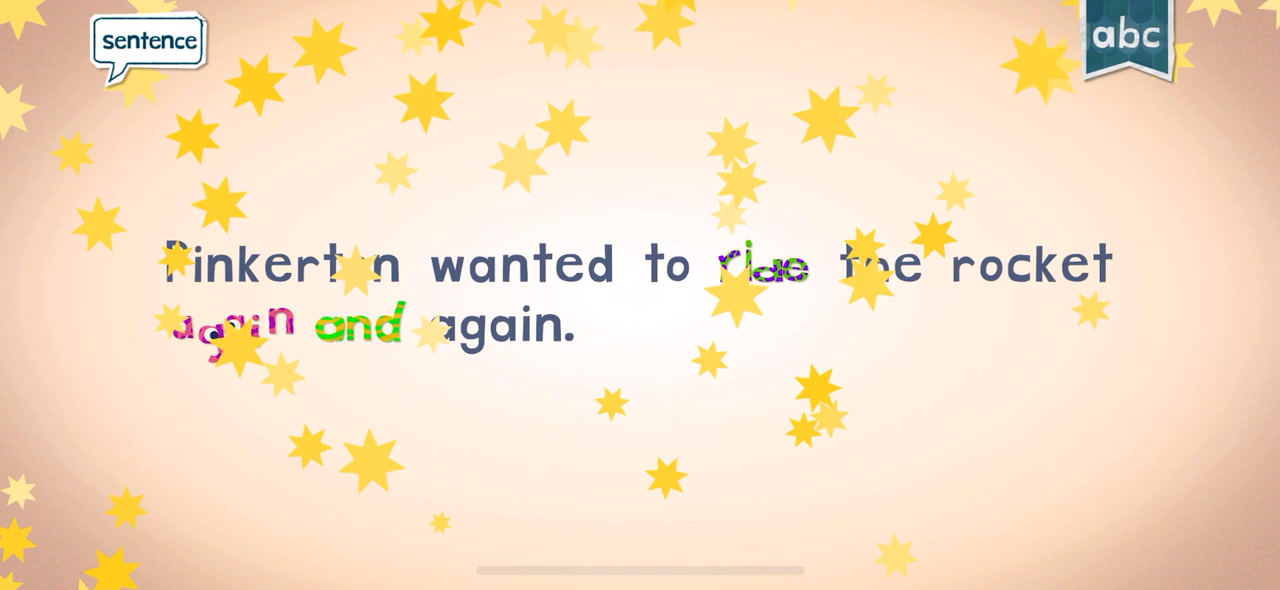 sentence
abc
Pinkerton wanted to ride the rocket
again and again.